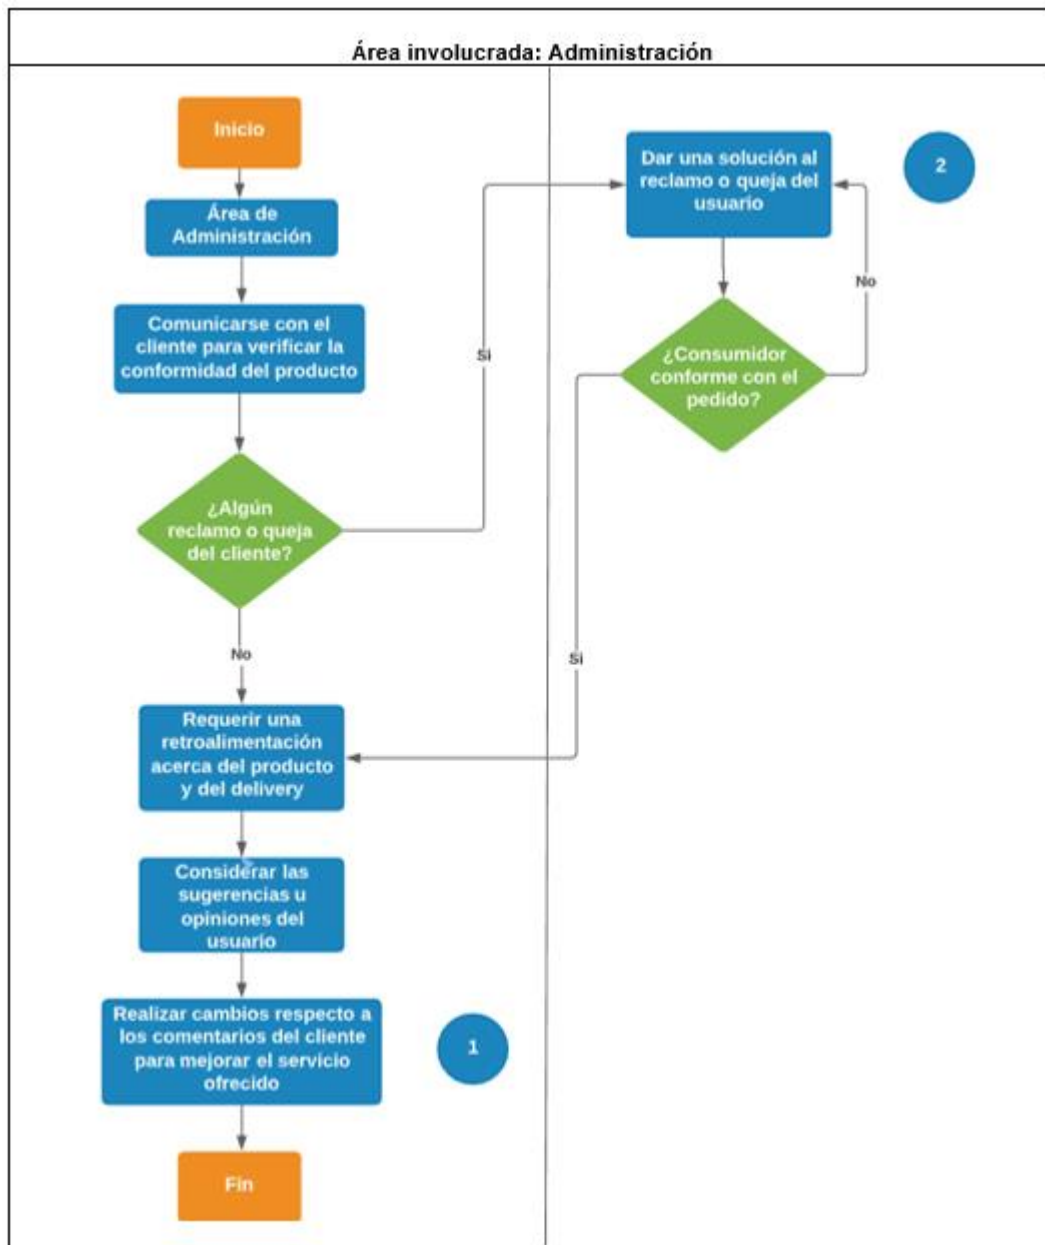 Área involucrada: Administración
Inicio
Área de
Administración
Comunicarse con el
cliente para verificar la
conformidad del producto
¿Algún
reclamo o queja
del cliente?
Si
No
Requerir una
retroalimentación
acerca del producto
y del delivery
Considerar las
sugerencias u
opiniones del
usuario
Realizar cambios respecto a
los comentarios del cliente
para mejorar el servicio
ofrecido
1
Fin
Dar una solución al
reclamo o queja del
usuario
2
¿Consumidor
conforme con el
pedido?
No
Si